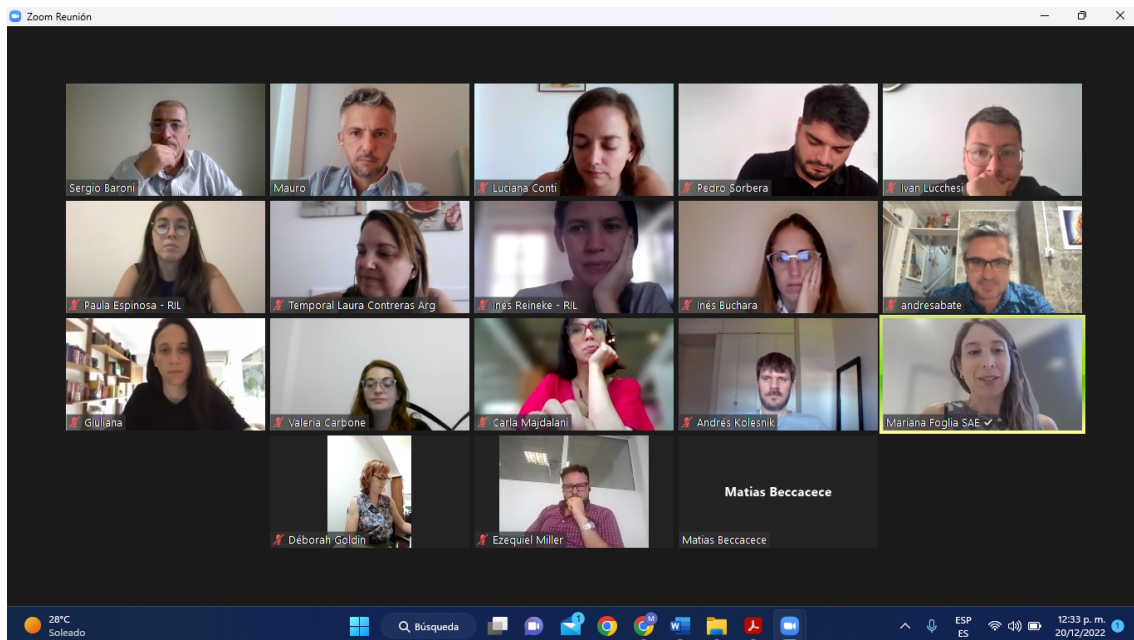 Zoom Reunión
Sergio Baroni
Mauro
Luciana Conti
Pedro Sorbera
Ivan Lucchesi
Paula Espinosa - RIL
Temporal Laura Contreras Arg
Inés Reineke - RIL
Inés Buchara
andresabate
Giuliana
Valeria Carbone
Carla Majdalani
Andrés Kolesnik
Mariana Foglia SAE
Déborah Goldin
Ezequiel Miller
Matias Beccacece
Matias Beccacece
28°C
Soleado
Búsqueda
1
M
W
ESP
ES
12:33 p. m.
20/12/2022
1